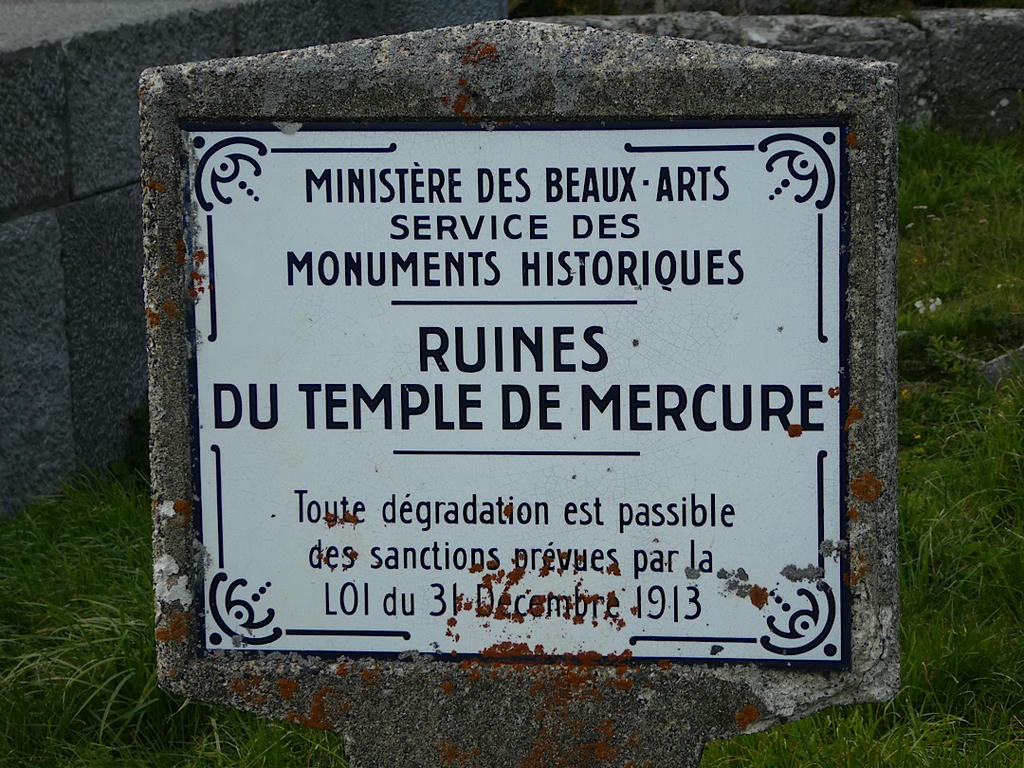 MINISTÈRE DES BEAUX-ARTS
SERVICE DES
MONUMENTS HISTORIQUES
RUINES
DU TEMPLE DE MERCURE
Toute dégradation est passible
des sanctions prévues par la
LOI du 31 Décembre 1913